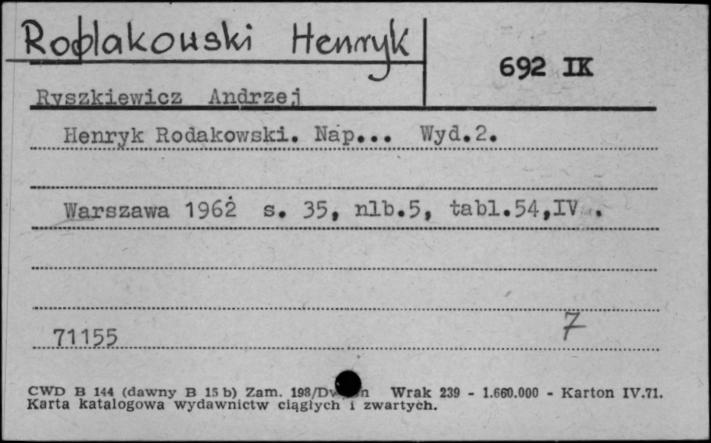 Rodakowski Henryk
692 IK
Ryszkiewicz Andrzej
Henryk Rodakowski. Nap... Wyd.2.
Warszawa 1962 s. 35, nlb.5, tabl.54,IV .
71155
7
CWD B 144 (dawny B 15 b) Zam. 198/Dw n Wrak 239 - 1.660.000 - Karton IV.71.
Karta katalogowa wydawnictw ciągłych i zwartych.